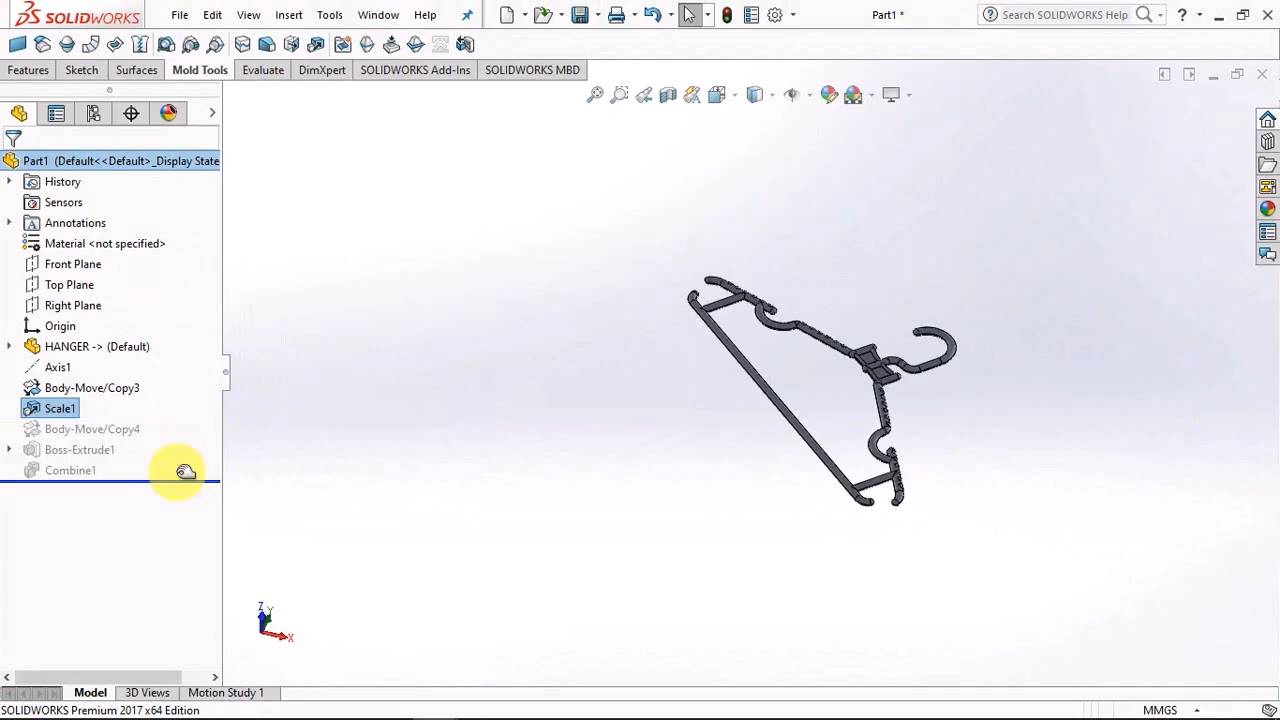 SOLIDWORKS File Edit View Insert Tools Window Help Part1 * Search SOLIDWORKS Help ?
Features Sketch Surfaces Mold Tools Evaluate DimXpert SOLIDWORKS Add-Ins SOLIDWORKS MBD
Part1 (Default<<Default>_Display State
History
Sensors
Annotations
Material <not specified>
Front Plane
Top Plane
Right Plane
Origin
HANGER -> (Default)
Axis1
Body-Move/Copy3
Scale1
Body-Move/Copy4
Boss-Extrude1
Combine1
Z
Y
X
Model 3D Views Motion Study 1
SOLIDWORKS Premium 2017 x64 Edition MMGS